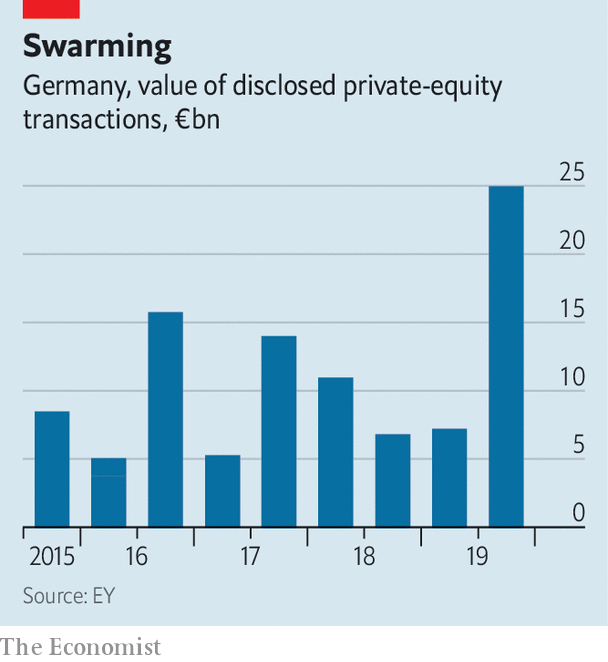 Swarming
Germany, value of disclosed private-equity
transactions, €bn
25
20
15
10
5
0
2015 16 17 18 19
Source: EY
The Economist